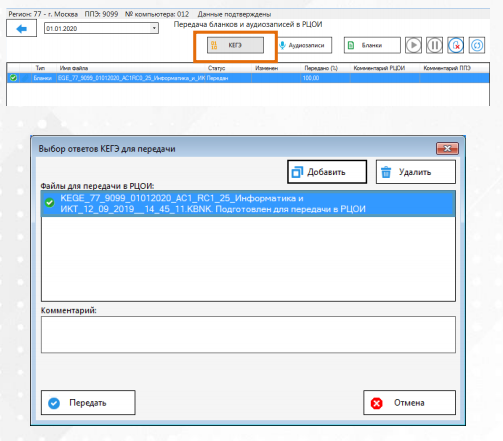 Регион: 77 - г. Москва ППЭ: 9099 № компьютера: 012 Данные подтверждены
01.01.2020
Передача бланков и аудиозаписей в РЦОИ
КЕГЭ
Аудиозаписи
Бланки
Тип Имя файла Статус Изменен Передано (%) Комментарий РЦОИ Комментарий ППЭ
Бланки EGE_77_9099_01012020_AC1RC0_25_Информатика_и_ИК Передан 100,00
Выбор ответов КЕГЭ для передачи
Добавить
Удалить
Файлы для передачи в РЦОИ:
KEGE_77_9099_01012020_AC1_RC1_25_Информатика и
ИКТ_12_09_2019__14_45_11.KBNK. Подготовлен для передачи в РЦОИ
Комментарий:
Передать
Отмена